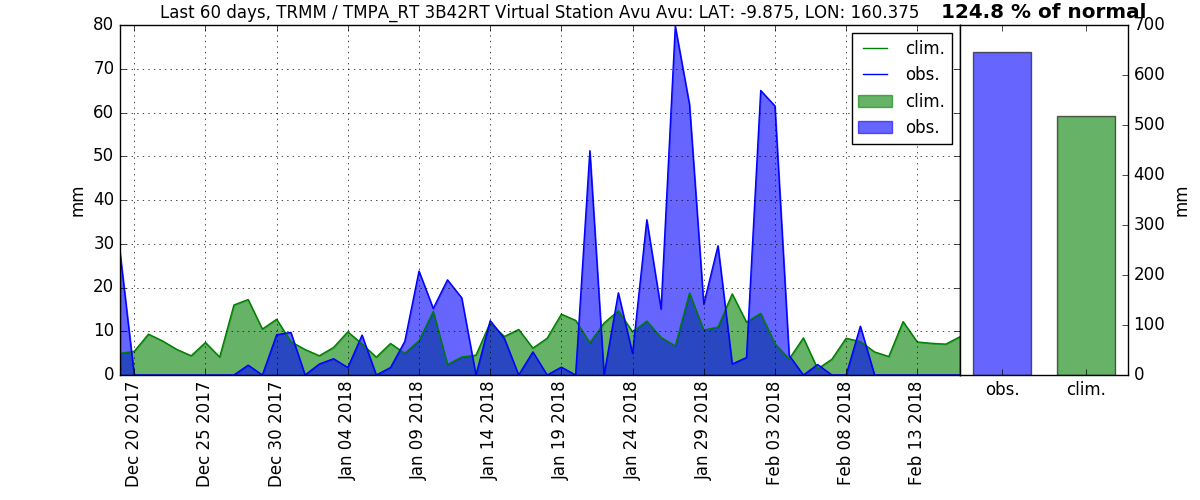 Last 60 days, TRMM / TMPA_RT 3B42RT Virtual Station Avu Avu: LAT: -9.875, LON: 160.375
124.8 % of normal
80
70
60
50
40
30
20
10
0
mm
clim.
obs.
clim.
obs.
700
600
500
400
300
200
100
0
mm
obs.
clim.
Dec 20 2017
Dec 25 2017
Dec 30 2017
Jan 04 2018
Jan 09 2018
Jan 14 2018
Jan 19 2018
Jan 24 2018
Jan 29 2018
Feb 03 2018
Feb 08 2018
Feb 13 2018